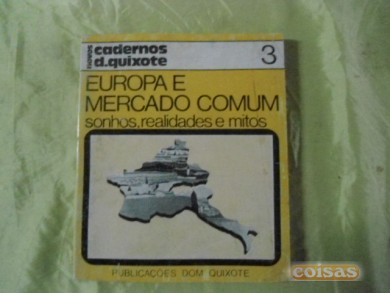 novos cadernos
d.quixote
3
EUROPA E
MERCADO COMUM
sonhos, realidades e mitos
PUBLICAÇÕES DOM QUIXOTE
coisas